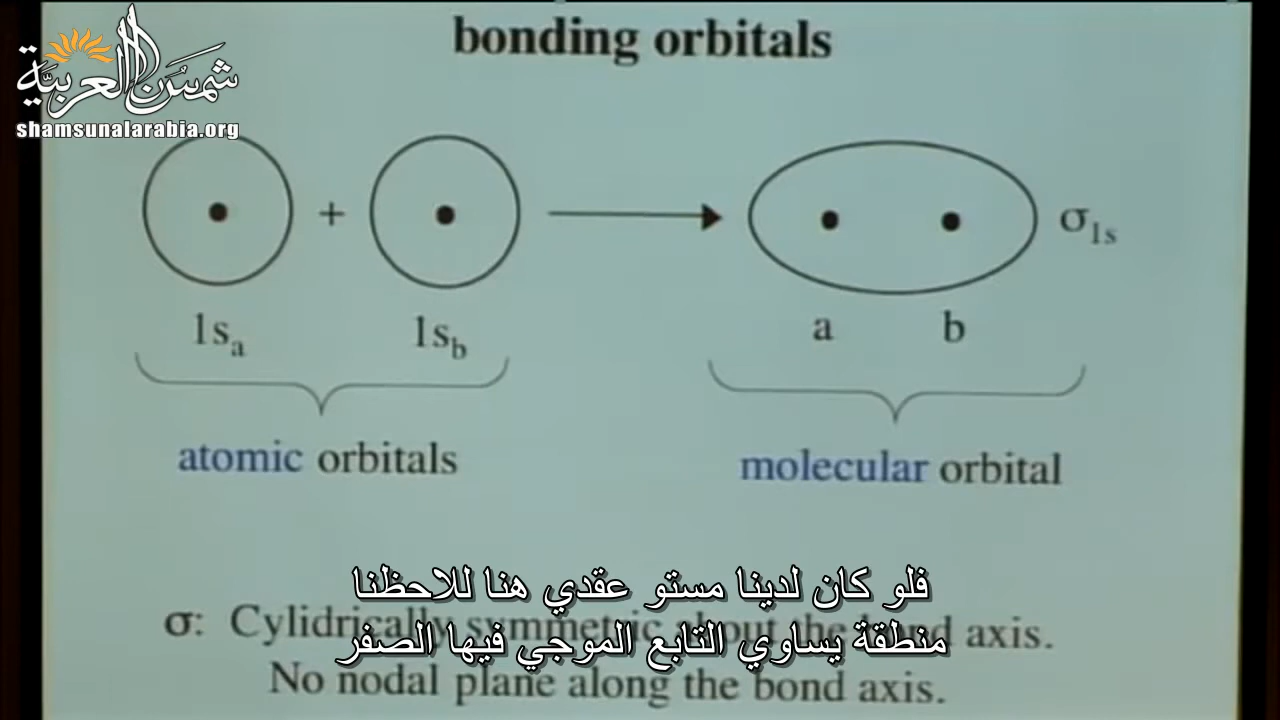 bonding orbitals
شمس العربية
shamsunalarabia.org
+
σ1s
1sa
1sb
a
b
atomic orbitals
molecular orbital
فلو كان لدينا مستو عقدي هنا للاحظنا
σ: Cylidrically symmetric about the bond axis.
منطقة يساوي التابع الموجي فيها الصفر
No nodal plane along the bond axis.